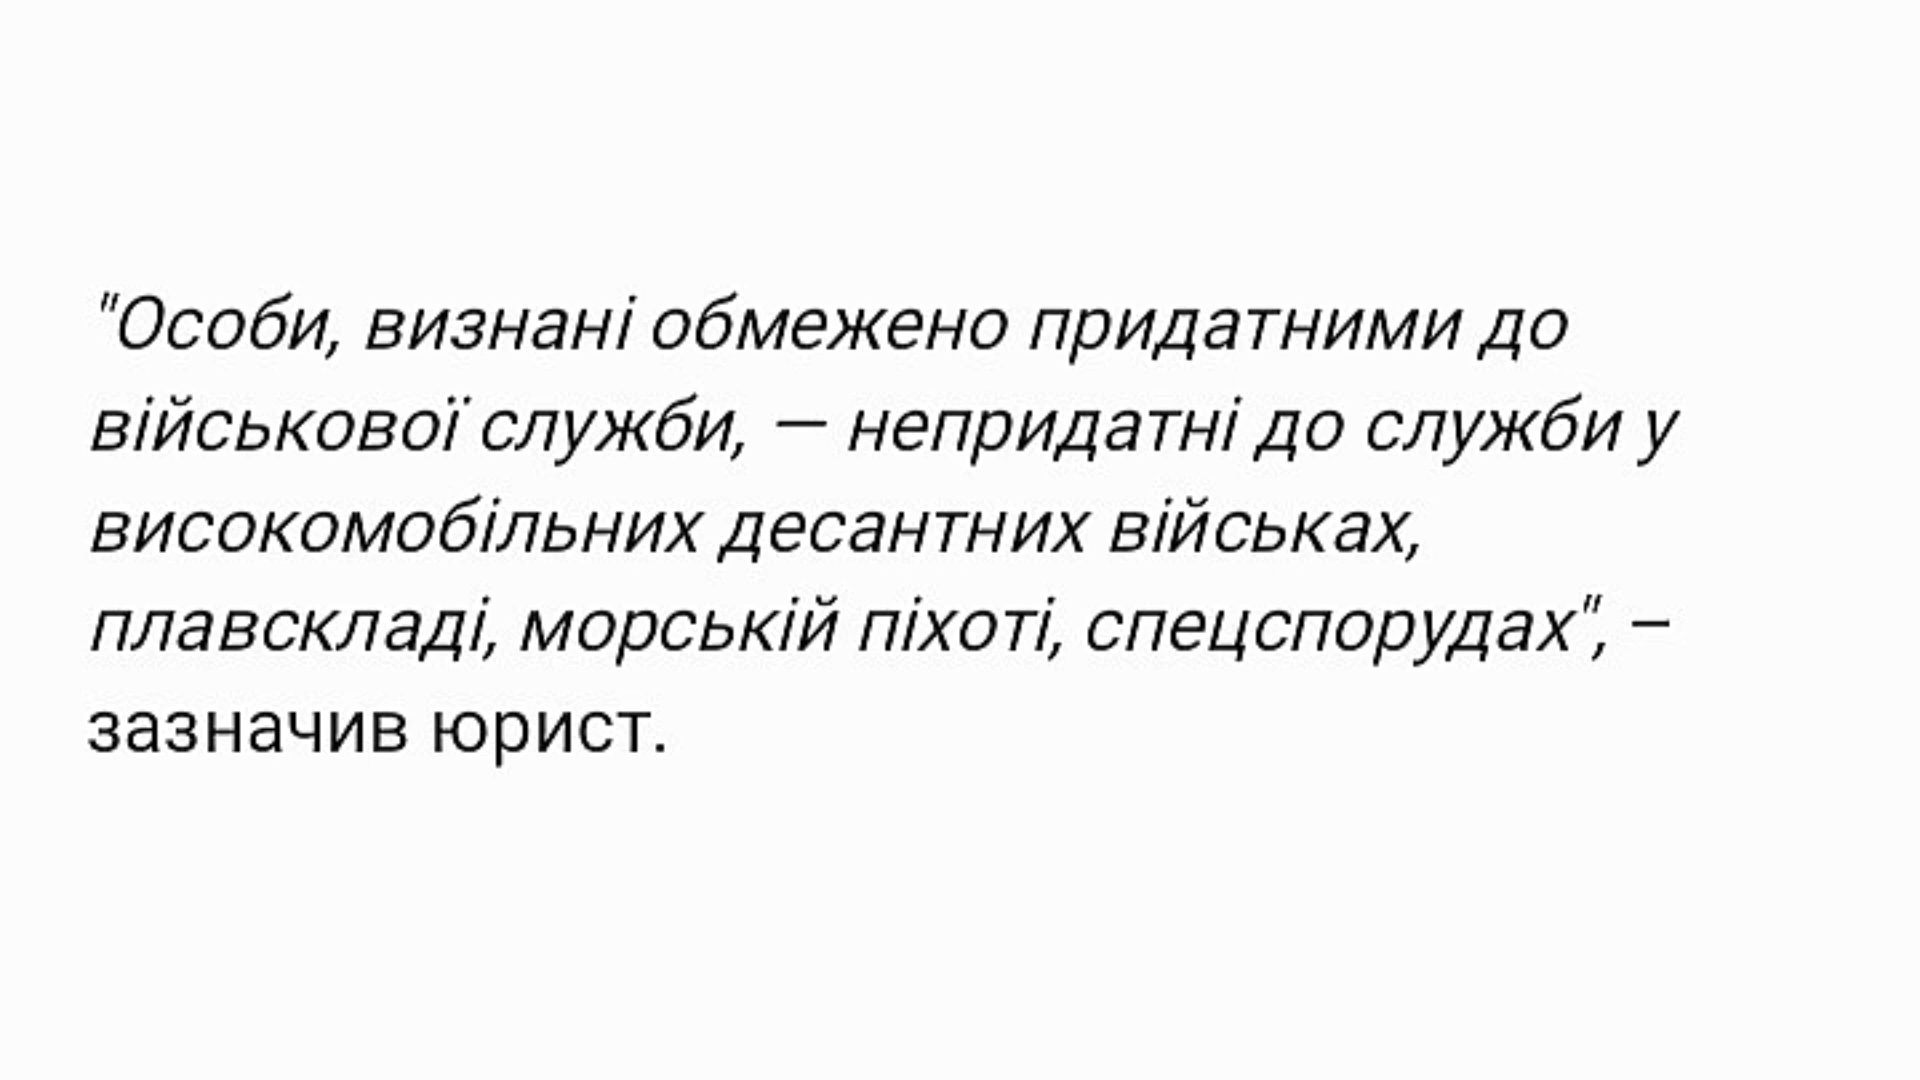 "Особи, визнані обмежено придатними до
військової служби, — непридатні до служби у
високомобільних десантних військах,
плавскладі, морській піхоті, спецспорудах", –
зазначив юрист.